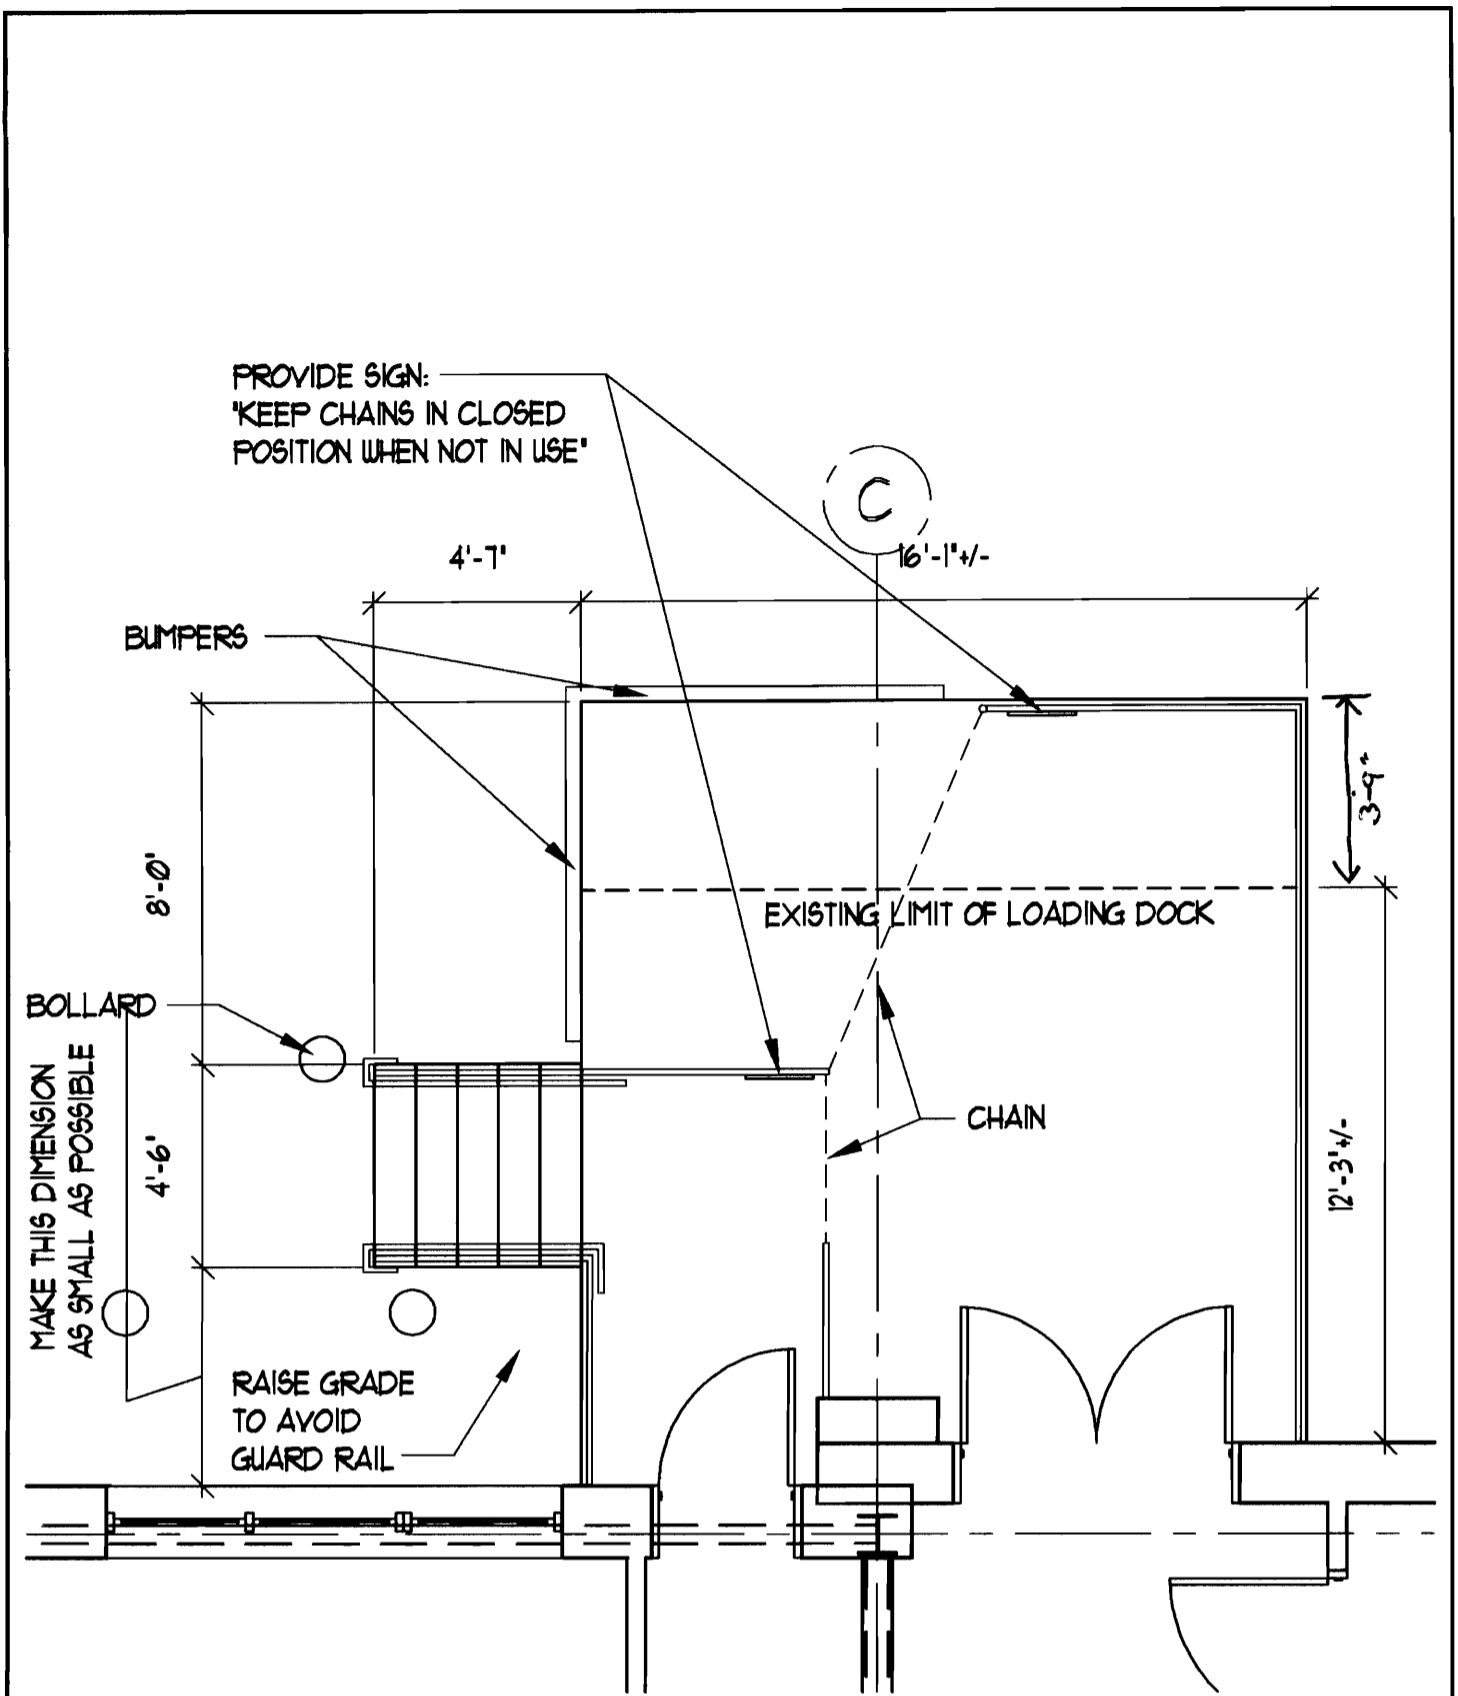 PROVIDE SIGN:
"KEEP CHAINS IN CLOSED
POSITION WHEN NOT IN USE"
C
4'-7"
16'-1"+/-
BUMPERS
3-9"
8'-0"
EXISTING LIMIT OF LOADING DOCK
BOLLARD
MAKE THIS DIMENSION
AS SMALL AS POSSIBLE
4'-6"
CHAIN
12'-3"+/-
RAISE GRADE
TO AVOID
GUARD RAIL